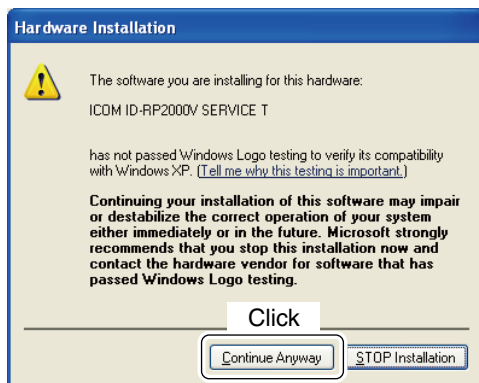 Hardware Installation
The software you are installing for this hardware:
ICOM ID-RP2000V SERVICE T
has not passed Windows Logo testing to verify its compatibility
with Windows XP. (Tell me why this testing is important.)
Continuing your installation of this software may impair
or destabilize the correct operation of your system
either immediately or in the future. Microsoft strongly
recommends that you stop this installation now and
contact the hardware vendor for software that has
passed Windows Logo testing.
Click
Continue Anyway STOP Installation